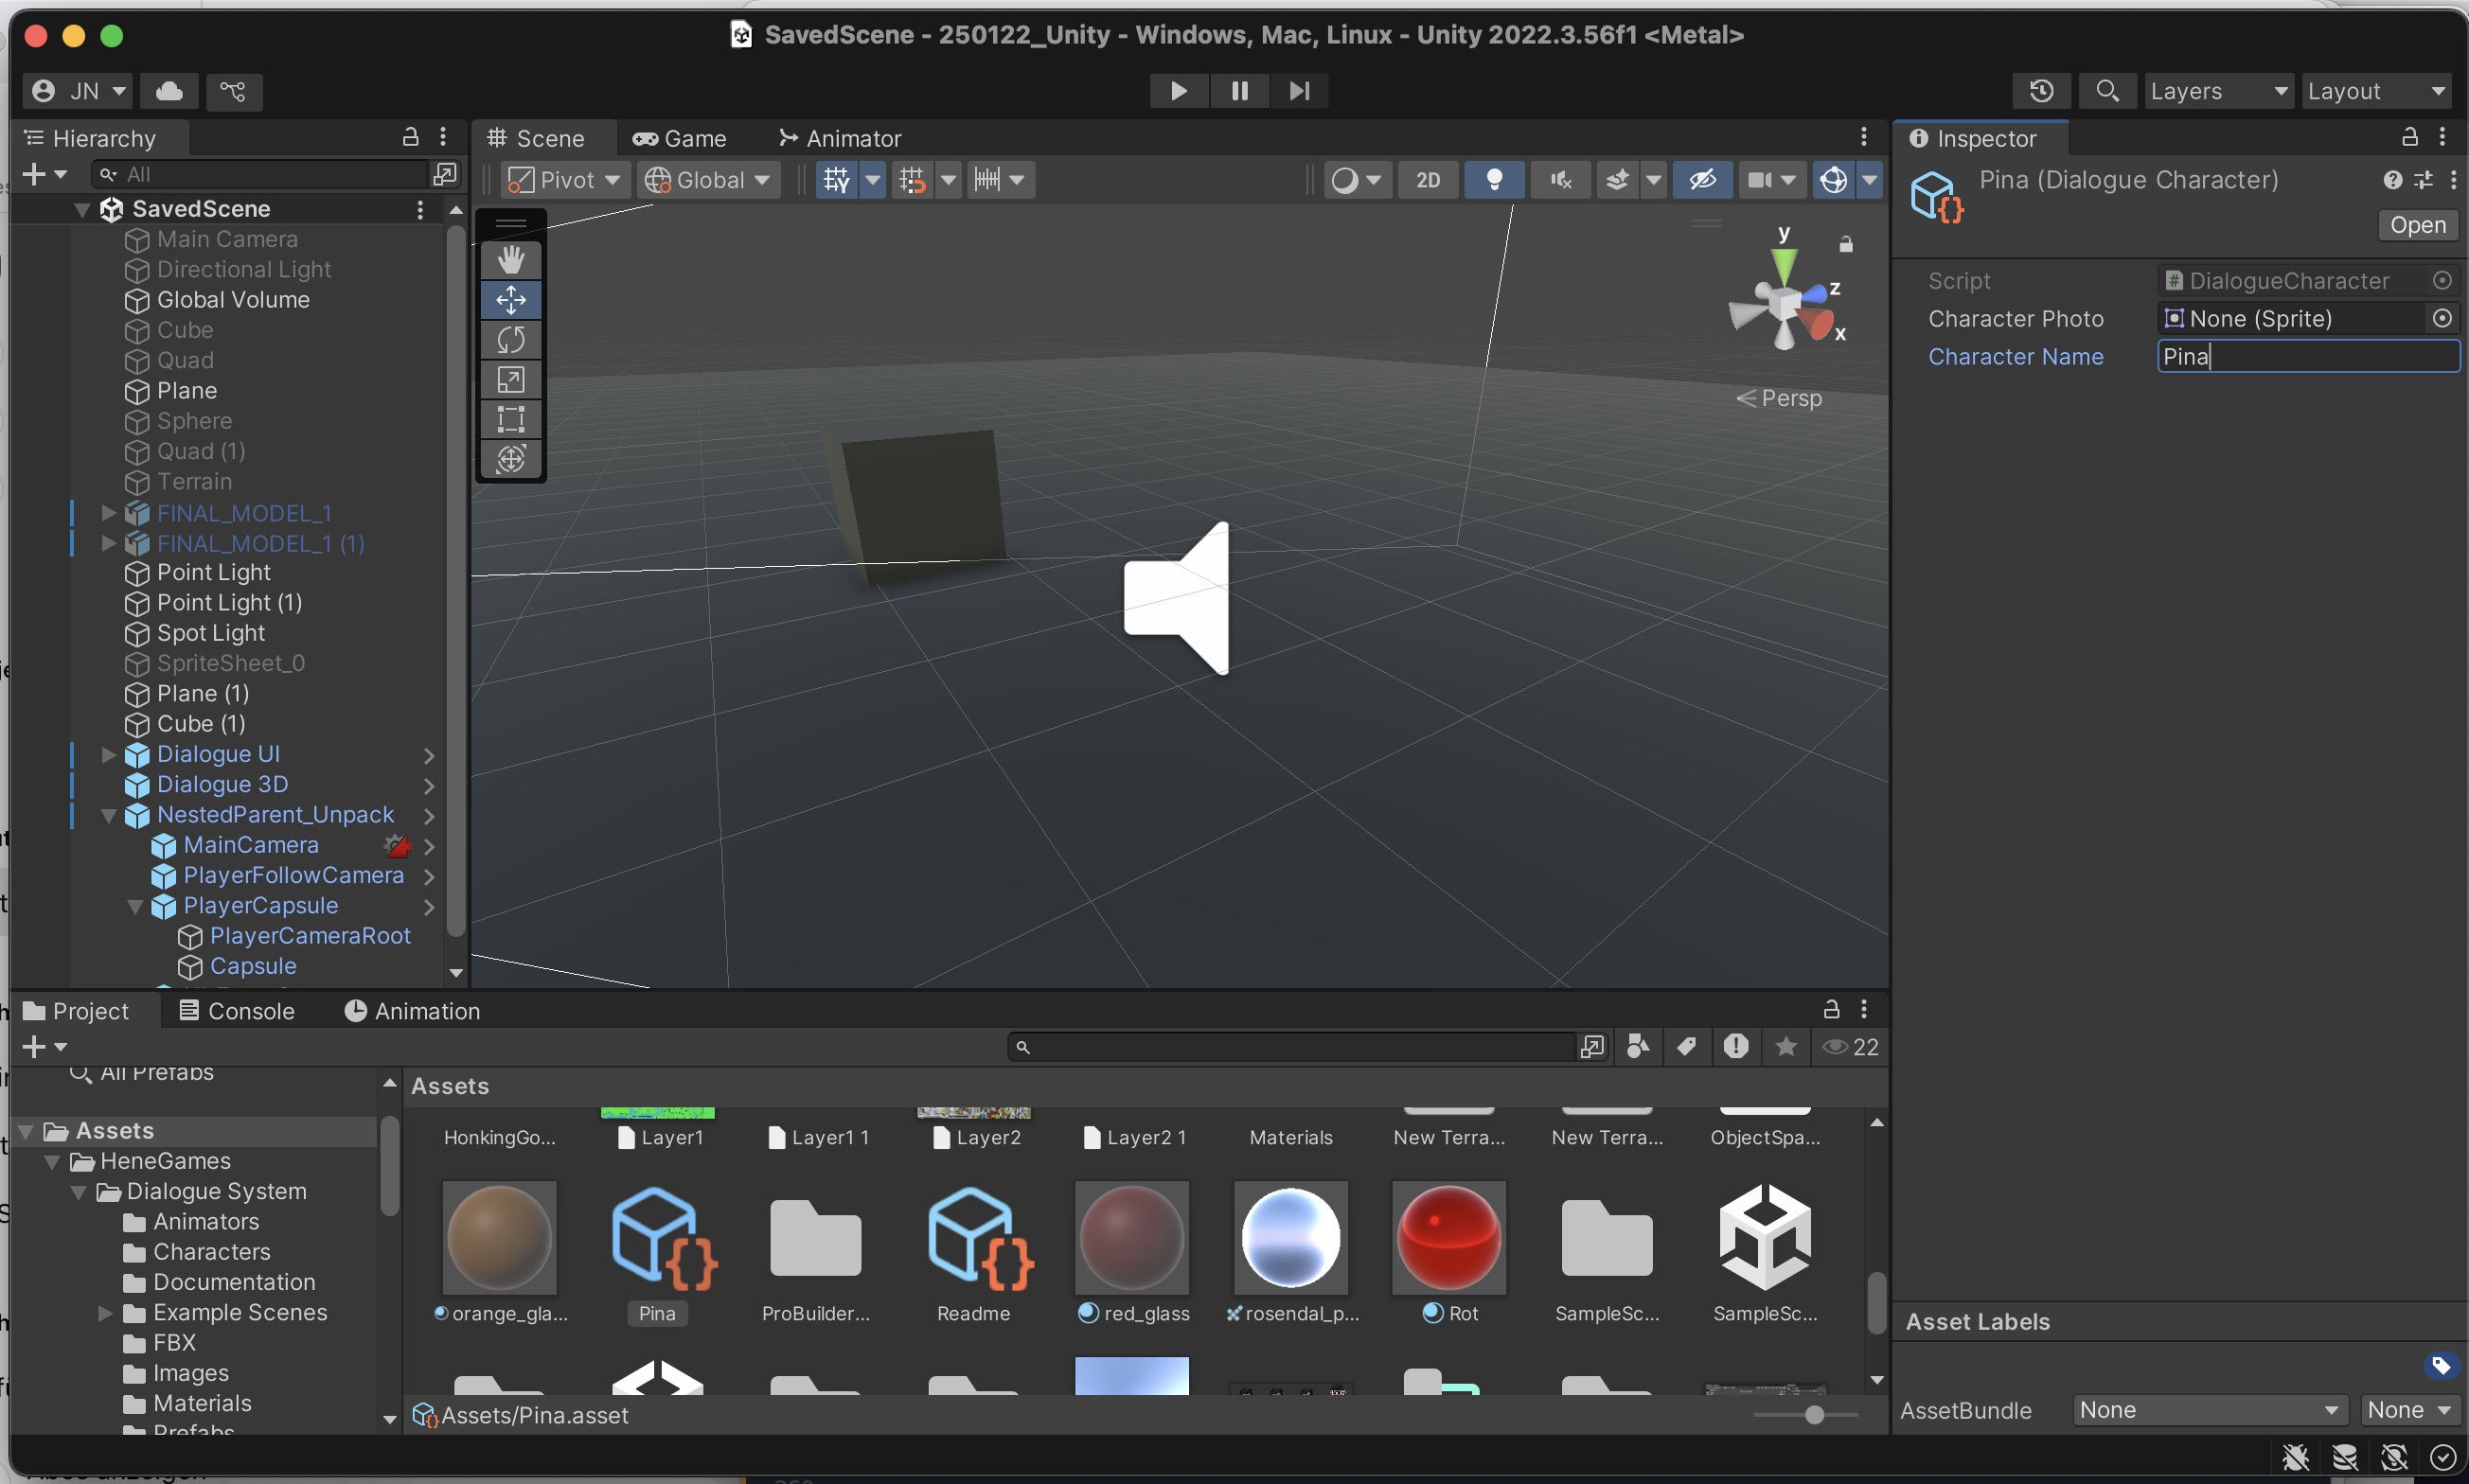 SavedScene - 250122_Unity - Windows, Mac, Linux - Unity 2022.3.56f1 <Metal>
JN
Layers
Layout
Hierarchy
All
SavedScene
Main Camera
Directional Light
Global Volume
Cube
Quad
Plane
Sphere
Quad (1)
Terrain
FINAL_MODEL_1
FINAL_MODEL_1 (1)
Point Light
Point Light (1)
Spot Light
SpriteSheet_0
Plane (1)
Cube (1)
Dialogue UI
Dialogue 3D
NestedParent_Unpack
MainCamera
PlayerFollowCamera
PlayerCapsule
PlayerCameraRoot
Capsule
Scene
Game
Animator
Pivot
Global
2D
y
z
x
Persp
Inspector
Pina (Dialogue Character)
Open
Script
DialogueCharacter
Character Photo
None (Sprite)
Character Name
Pina
Project
Console
Animation
22
All Prefabs
Assets
HeneGames
Dialogue System
Animators
Characters
Documentation
Example Scenes
FBX
Images
Materials
Prefabs
Assets
HonkingGo...
Layer1
Layer1 1
Layer2
Layer2 1
Materials
New Terra...
New Terra...
ObjectSpa...
orange_gla...
Pina
ProBuilder...
Readme
red_glass
rosendal_p...
Rot
SampleSc...
SampleSc...
Assets/Pina.asset
Asset Labels
AssetBundle
None
None